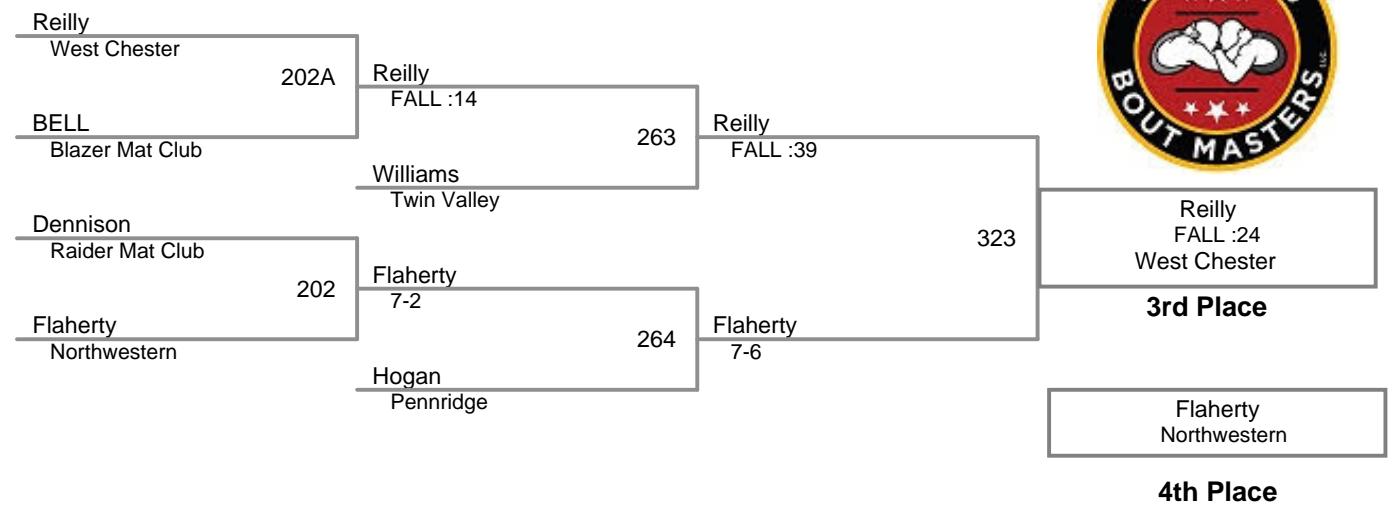 Reilly
West Chester
202A
Reilly
FALL :14
BELL
Blazer Mat Club
263
Reilly
FALL :39
Williams
Twin Valley
Dennison
Raider Mat Club
202
Flaherty
7-2
Flaherty
Northwestern
264
Flaherty
7-6
Hogan
Pennridge
323
BOUT MASTERS
LLC.
Reilly
FALL :24
West Chester
3rd Place
Flaherty
Northwestern
4th Place